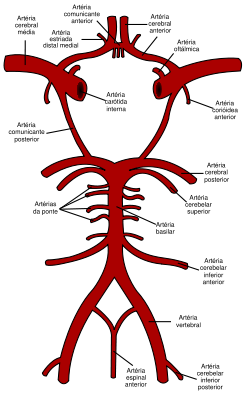 Artéria
comunicante
anterior
Artéria
cerebral
anterior
Artéria
cerebral
média
Artéria
estriada
distal medial
Artéria
oftálmica
Artéria
carótida
interna
Artéria
corióidea
anterior
Artéria
comunicante
posterior
Artéria
cerebral
posterior
Artéria
cerebelar
superior
Artérias
da ponte
Artéria
basilar
Artéria
cerebelar
inferior
anterior
Artéria
vertebral
Artéria
espinal
anterior
Artéria
cerebelar
inferior
posterior